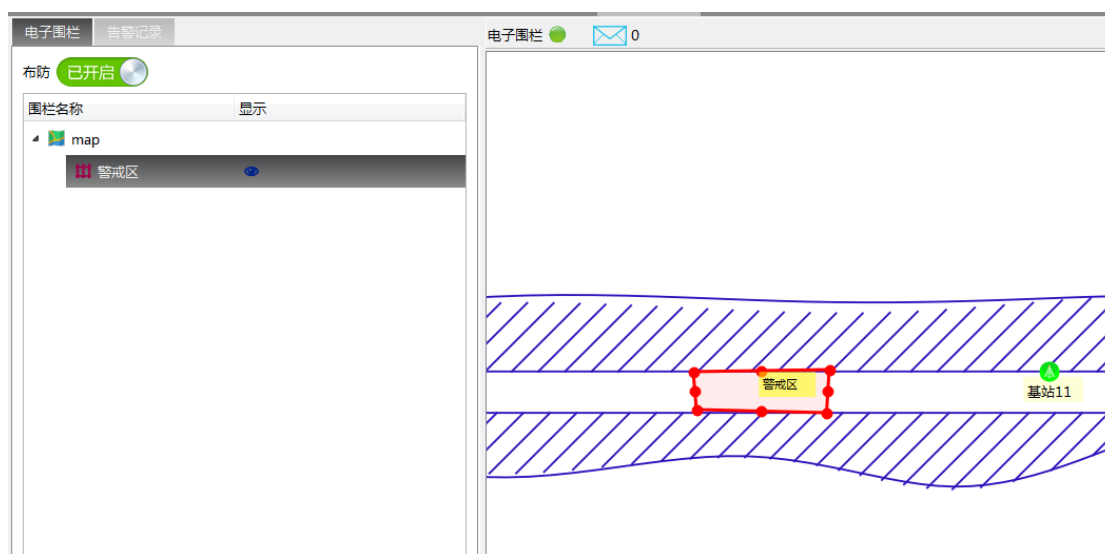 电子围栏 告警记录
布防 已开启
围栏名称 显示
map
警戒区
电子围栏 0
警戒区
基站11